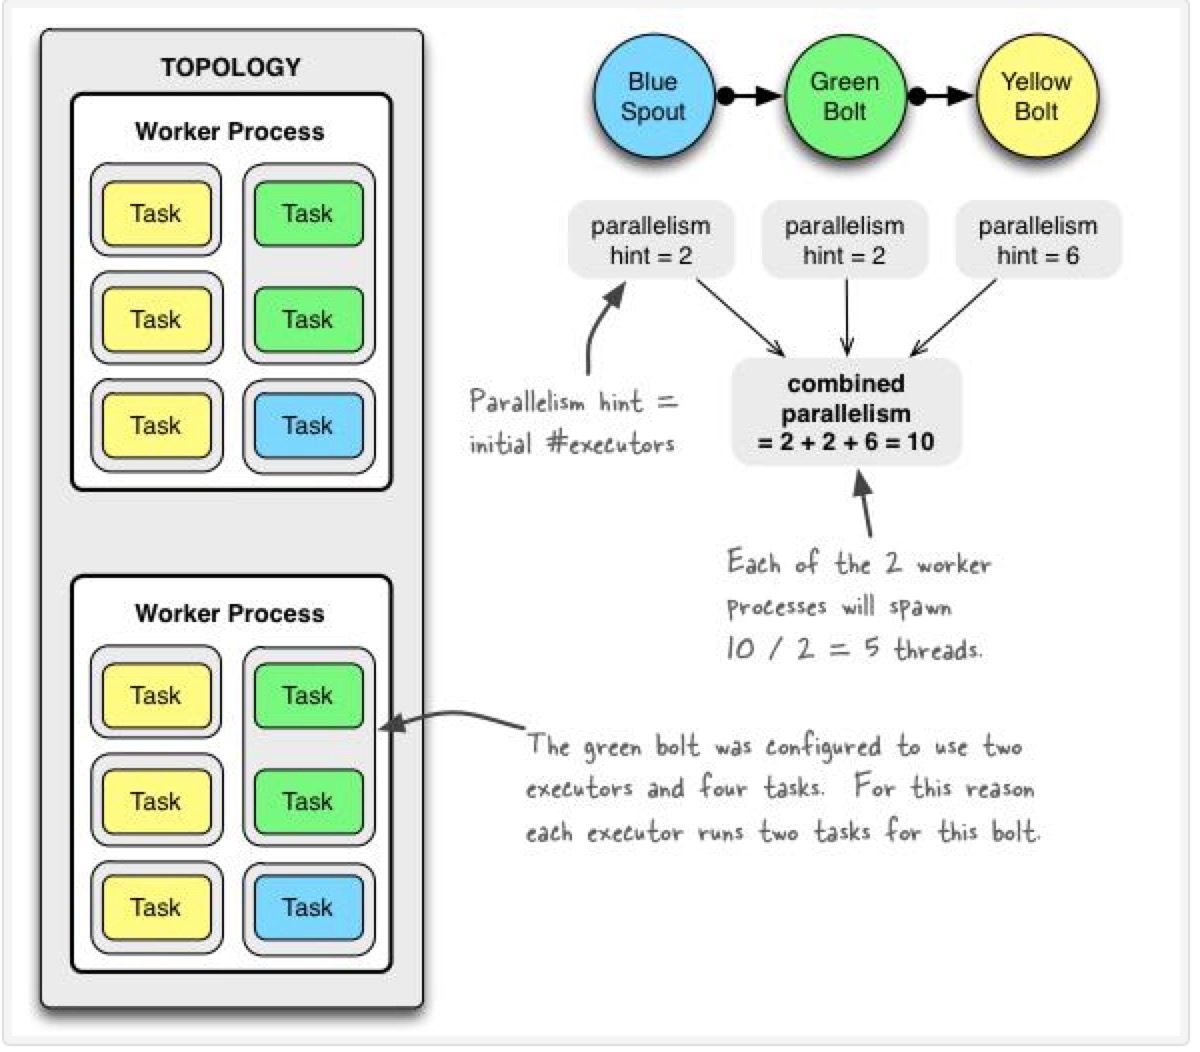 TOPOLOGY
Worker Process
Task
Task
Task
Task
Task
Task
Worker Process
Task
Task
Task
Task
Task
Task
Blue
Spout
Green
Bolt
Yellow
Bolt
parallelism
hint = 2
parallelism
hint = 2
parallelism
hint = 6
Parallelism hint =
initial #executors
combined
parallelism
= 2 + 2 + 6 = 10
Each of the 2 worker
processes will spawn
10 / 2 = 5 threads.
The green bolt was configured to use two
executors and four tasks. For this reason
each executor runs two tasks for this bolt.